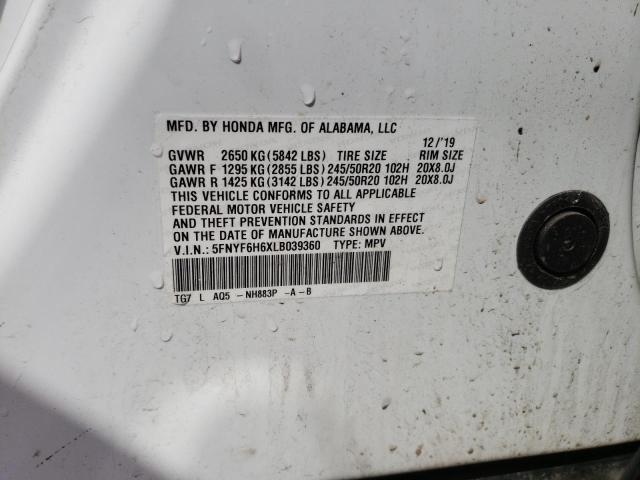 MFD. BY HONDA MFG. OF ALABAMA, LLC
12/'19
GVWR 2650 KG (5842 LBS) TIRE SIZE RIM SIZE
GAWR F 1295 KG (2855 LBS) 245/50R20 102H 20X8.0J
GAWR R 1425 KG (3142 LBS) 245/50R20 102H 20X8.0J
THIS VEHICLE CONFORMS TO ALL APPLICABLE
FEDERAL MOTOR VEHICLE SAFETY
AND THEFT PREVENTION STANDARDS IN EFFECT
ON THE DATE OF MANUFACTURE SHOWN ABOVE.
V.I.N.: 5FNYF6H6XLB039360 TYPE: MPV
TG7 L AQ5 -NH883P -A-B